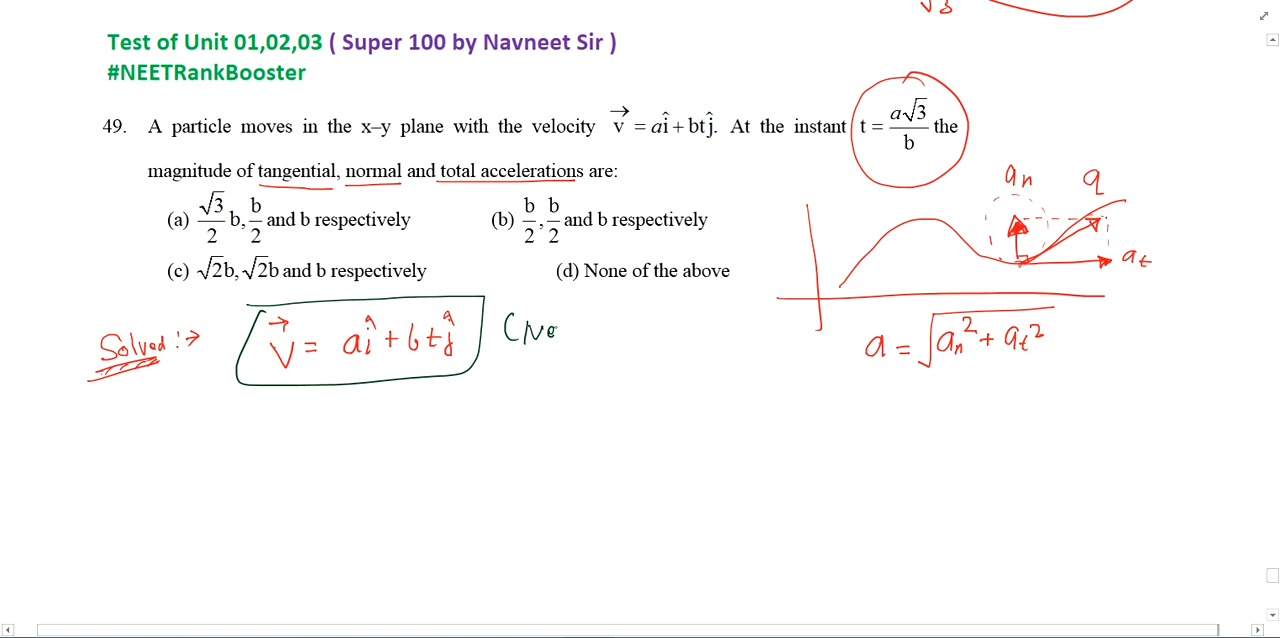 √3
Test of Unit 01,02,03 ( Super 100 by Navneet Sir )
#NEETRankBooster
49. A particle moves in the x–y plane with the velocity v⃗ = aî + btĵ. At the instant t = a√3/b the
magnitude of tangential, normal and total accelerations are:
(a) √3/2 b, b/2 and b respectively (b) b/2, b/2 and b respectively
(c) √2b, √2b and b respectively (d) None of the above
an a
at
Solved :→ V⃗ = aî + btĵ (Ve
a = √(an² + at²)